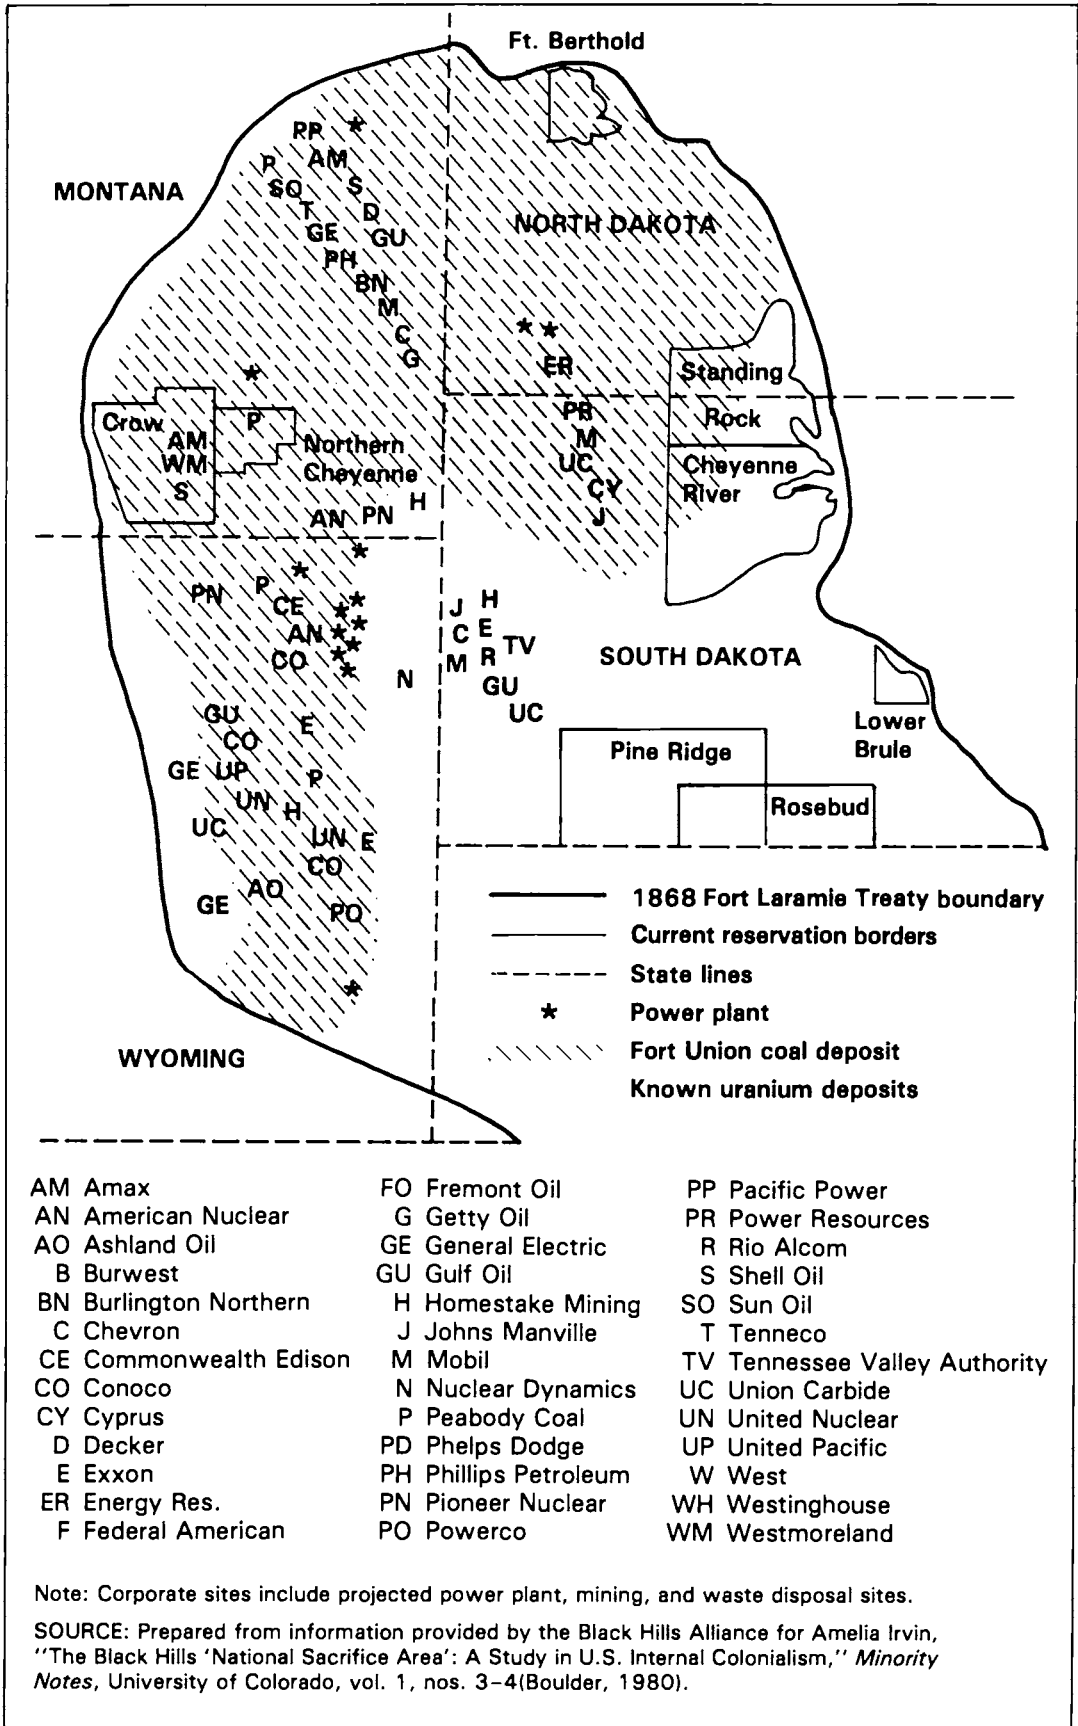 Ft. Berthold
PP
P
AM
MONTANA
SO
S
T
D
NORTH DAKOTA
GE
GU
PH
BN
M
C
G
ER
Standing
Crow
P
PR
Rock
AM
Northern
M
WM
Cheyenne
UC
Cheyenne
S
H
CY
River
AN
PN
J
PN
P
CE
J
H
AN
C
E
TV
CO
M
R
SOUTH DAKOTA
N
GU
GU
E
UC
CO
Lower
Brule
GE
UP
P
Pine Ridge
UN
H
Rosebud
UC
UN
E
CO
AO
GE
PO
1868 Fort Laramie Treaty boundary
Current reservation borders
State lines
Power plant
WYOMING
Fort Union coal deposit
Known uranium deposits
AM Amax
AN American Nuclear
AO Ashland Oil
B Burwest
BN Burlington Northern
C Chevron
CE Commonwealth Edison
CO Conoco
CY Cyprus
D Decker
E Exxon
ER Energy Res.
F Federal American
FO Fremont Oil
G Getty Oil
GE General Electric
GU Gulf Oil
H Homestake Mining
J Johns Manville
M Mobil
N Nuclear Dynamics
P Peabody Coal
PD Phelps Dodge
PH Phillips Petroleum
PN Pioneer Nuclear
PO Powerco
PP Pacific Power
PR Power Resources
R Rio Alcom
S Shell Oil
SO Sun Oil
T Tenneco
TV Tennessee Valley Authority
UC Union Carbide
UN United Nuclear
UP United Pacific
W West
WH Westinghouse
WM Westmoreland
Note: Corporate sites include projected power plant, mining, and waste disposal sites.
SOURCE: Prepared from information provided by the Black Hills Alliance for Amelia Irvin,
"The Black Hills 'National Sacrifice Area': A Study in U.S. Internal Colonialism," Minority
Notes, University of Colorado, vol. 1, nos. 3-4(Boulder, 1980).